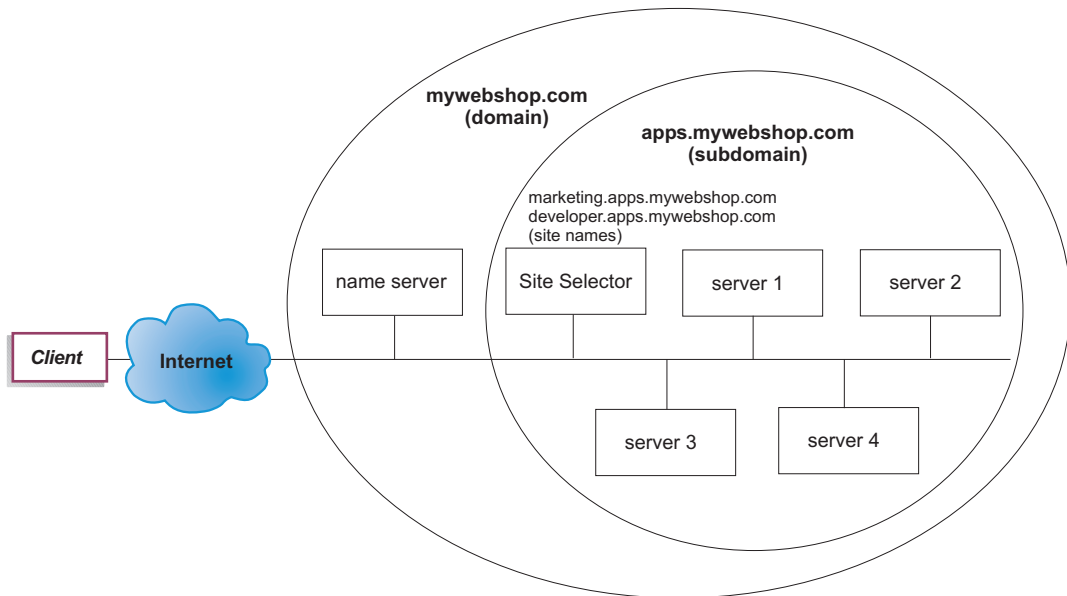 mywebshop.com
(domain)
apps.mywebshop.com
(subdomain)
marketing.apps.mywebshop.com
developer.apps.mywebshop.com
(site names)
name server
Site Selector
server 1
server 2
Client
Internet
server 3
server 4